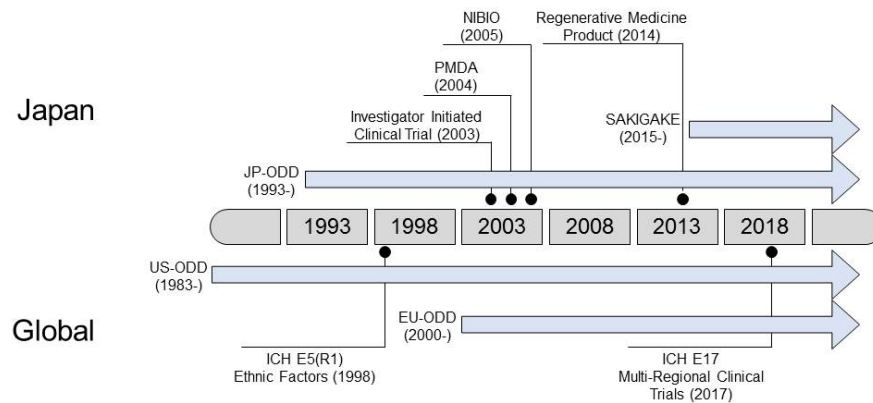 NIBIO
(2005)
Regenerative Medicine
Product (2014)
PMDA
(2004)
Japan
Investigator Initiated
Clinical Trial (2003)
SAKIGAKE
(2015-)
JP-ODD
(1993-)
1993
1998
2003
2008
2013
2018
US-ODD
(1983-)
Global
EU-ODD
(2000-)
ICH E5(R1)
Ethnic Factors (1998)
ICH E17
Multi-Regional Clinical
Trials (2017)